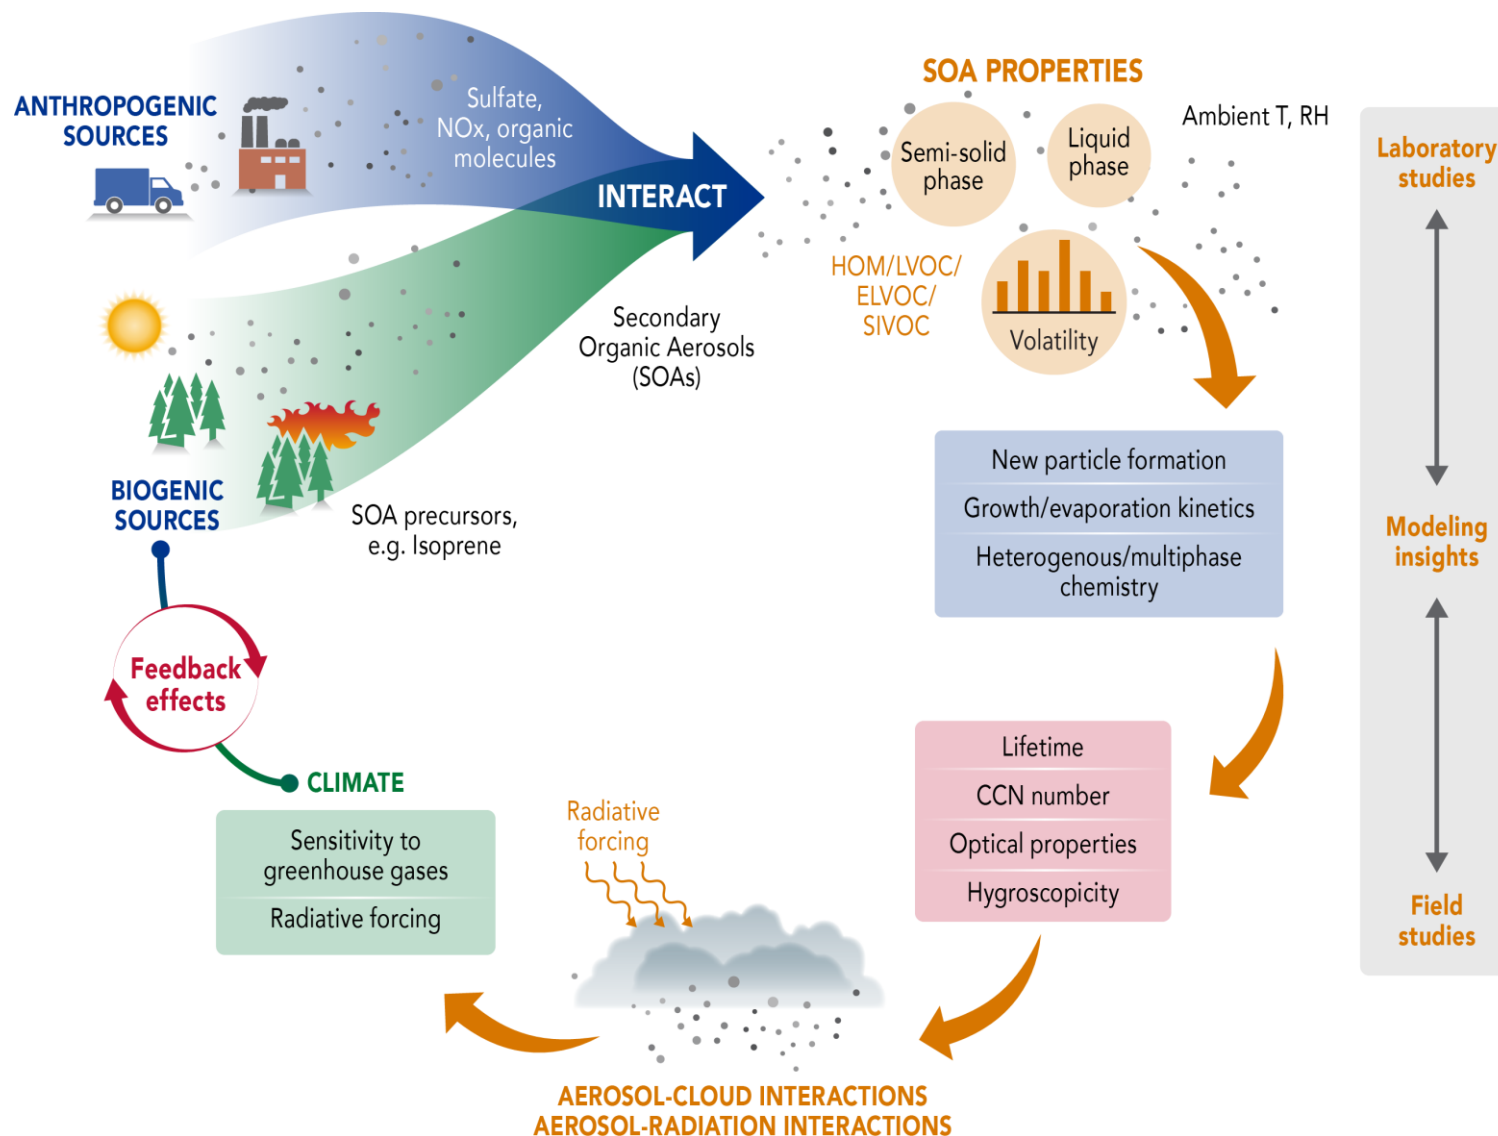 ANTHROPOGENIC
SOURCES
Sulfate,
NOx, organic
molecules
INTERACT
SOA PROPERTIES
Semi-solid
phase
Liquid
phase
Ambient T, RH
HOM/LVOC/
ELVOC/
SIVOC
Volatility
Secondary
Organic Aerosols
(SOAs)
BIOGENIC
SOURCES
SOA precursors,
e.g. Isoprene
New particle formation
Growth/evaporation kinetics
Heterogenous/multiphase
chemistry
Lifetime
CCN number
Optical properties
Hygroscopicity
Radiative
forcing
AEROSOL-CLOUD INTERACTIONS
AEROSOL-RADIATION INTERACTIONS
Feedback
effects
CLIMATE
Sensitivity to
greenhouse gases
Radiative forcing
Laboratory
studies
Modeling
insights
Field
studies